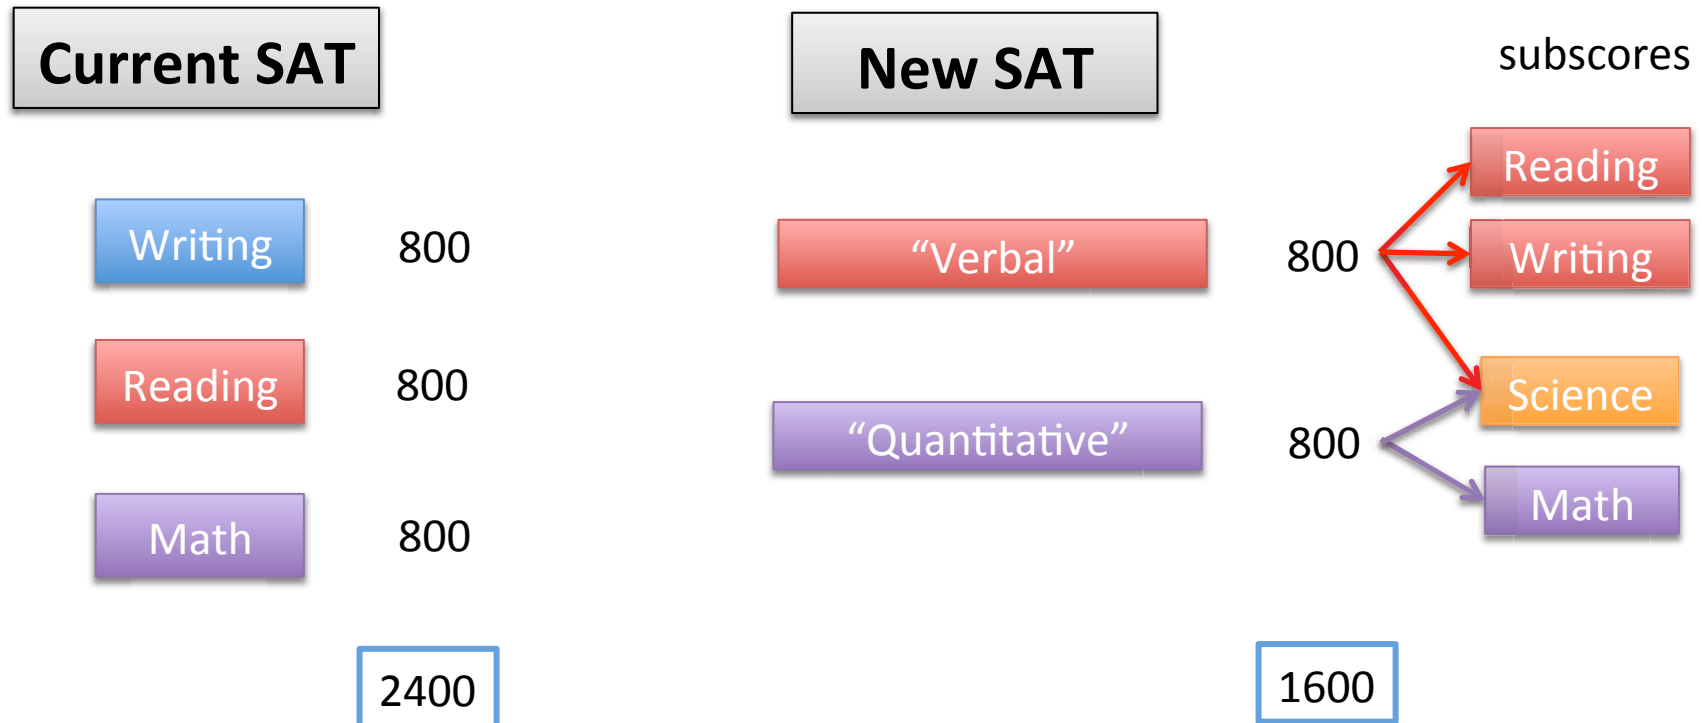 Current SAT
New SAT
subscores
Writing
800
Reading
800
Math
800
2400
“Verbal”
800
“Quantitative”
800
1600
Reading
Writing
Science
Math